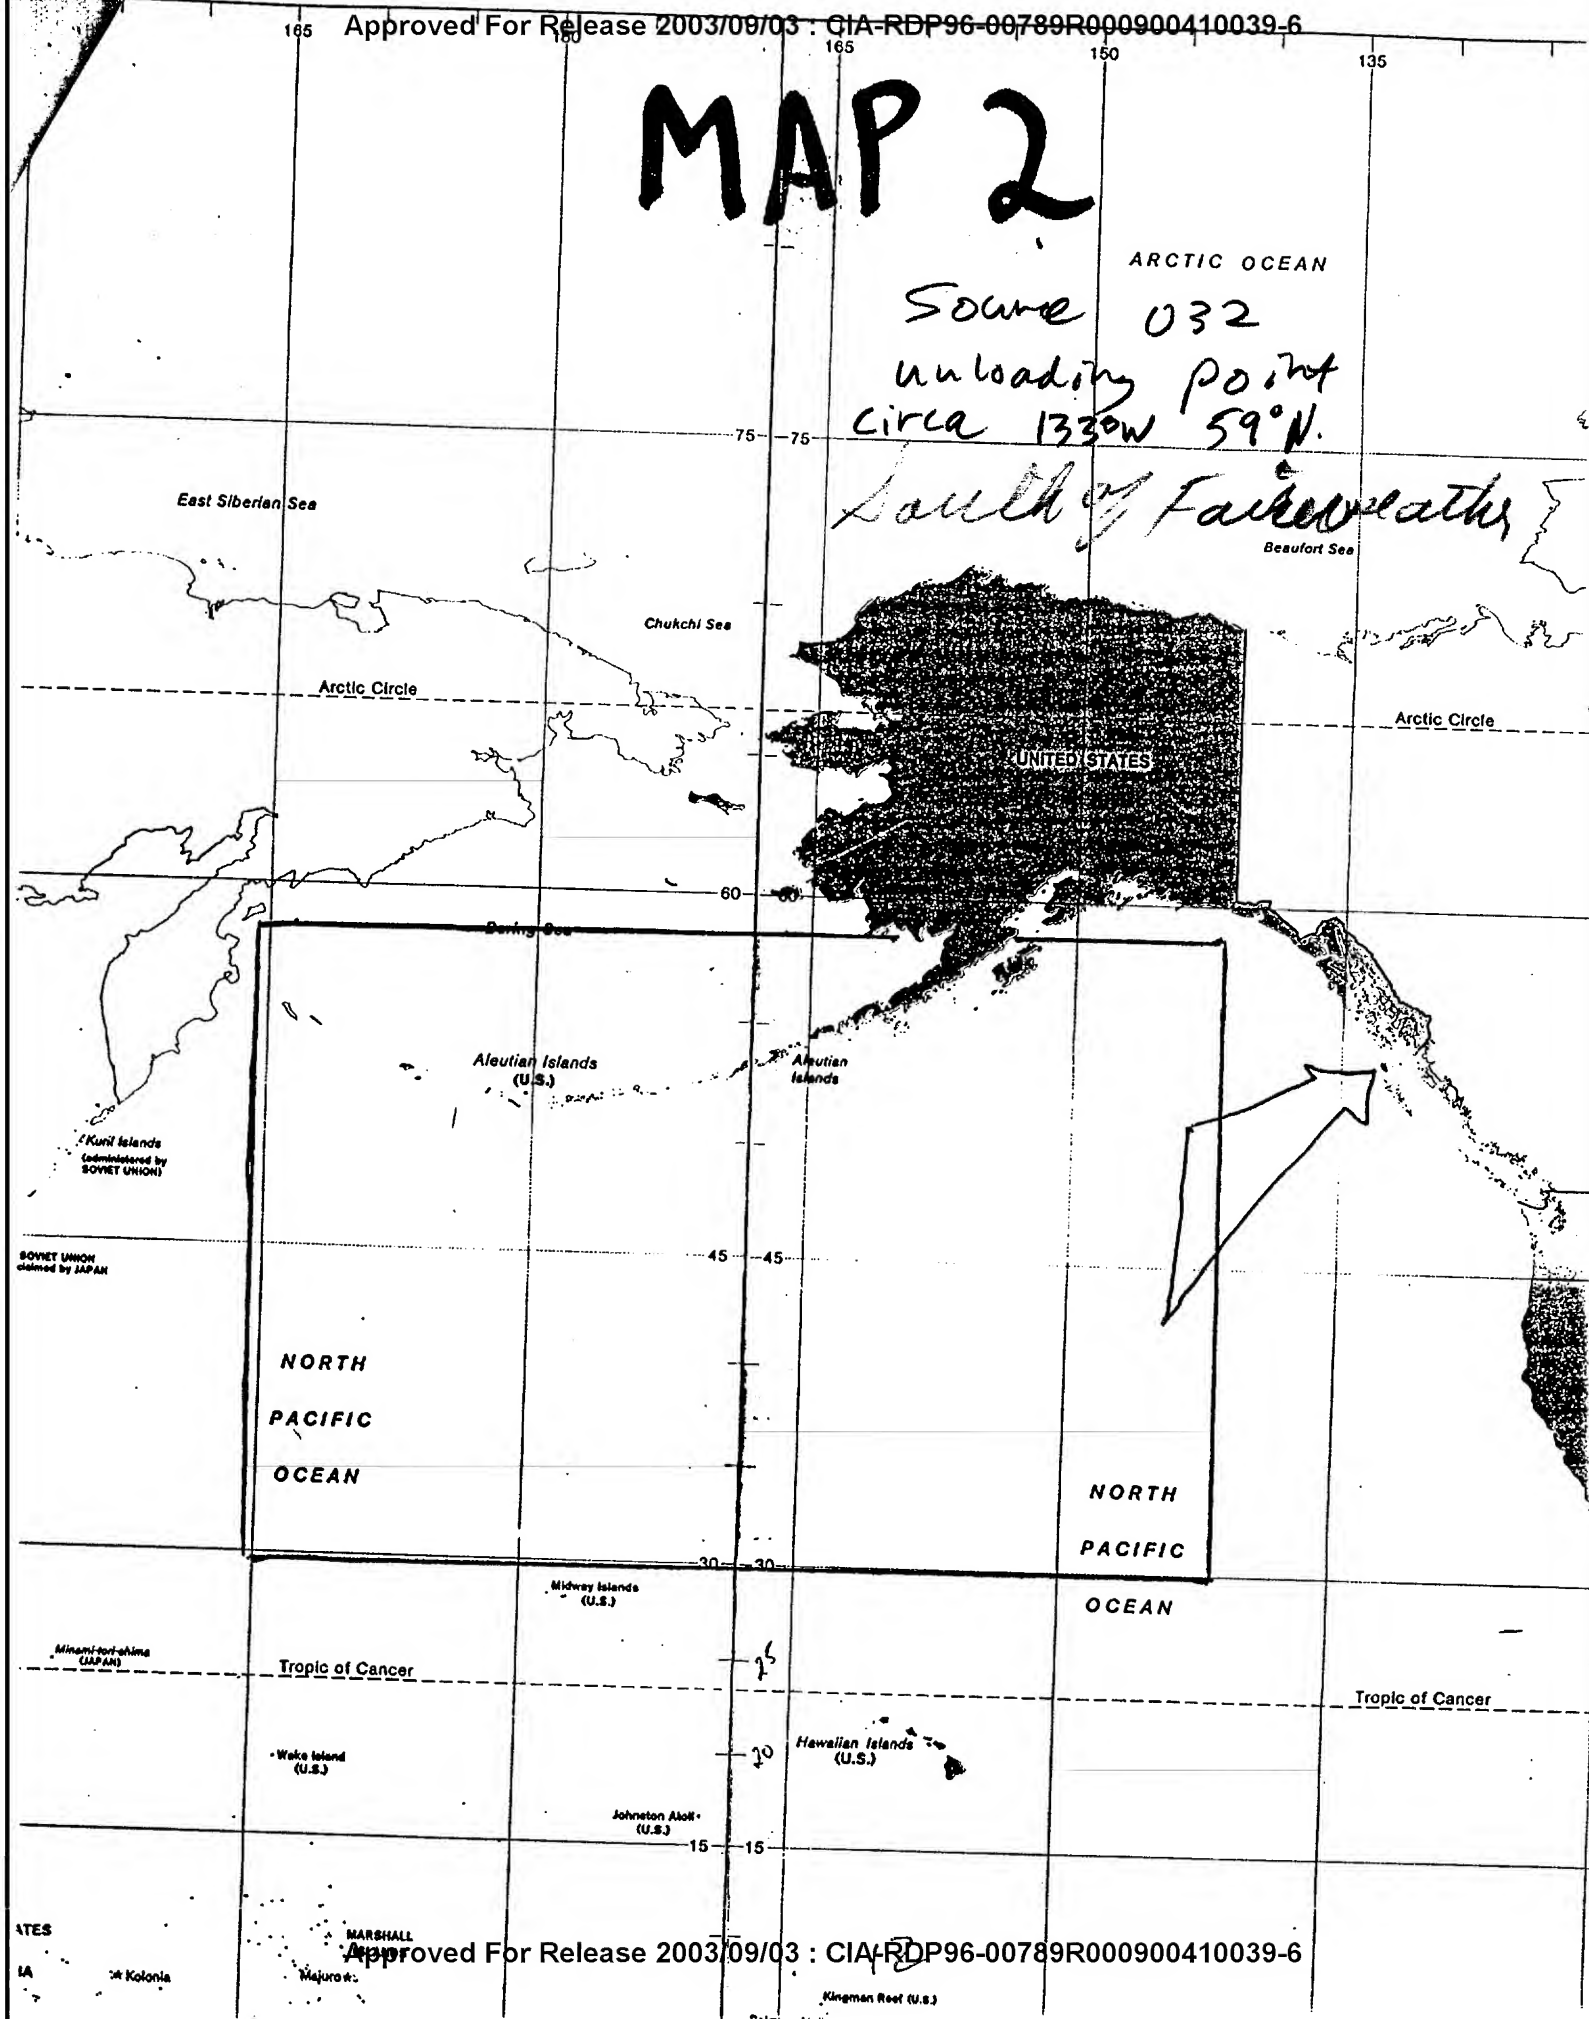 Approved For Release 2003/09/03 : CIA-RDP96-00789R000900410039-6
165 180 165 150 135
MAP 2
ARCTIC OCEAN
Source 032
unloading point
circa 133°W 59°N.
75 75
South of Fairweather
East Siberian Sea
Beaufort Sea
Chukchi Sea
Arctic Circle
Arctic Circle
UNITED STATES
60 60
Bering Sea
Aleutian Islands
(U.S.)
Aleutian
Islands
Kuril Islands
(administered by
SOVIET UNION)
45 45
SOVIET UNION
claimed by JAPAN
NORTH
PACIFIC
OCEAN
NORTH
PACIFIC
OCEAN
30 30
Midway Islands
(U.S.)
Minami-tori-shima
(JAPAN)
25
Tropic of Cancer
Tropic of Cancer
Wake Island
(U.S.)
20
Hawaiian Islands
(U.S.)
Johnston Atoll
(U.S.)
15 15
ATES
MARSHALL
Approved For Release 2003/09/03 : CIA-RDP96-00789R000900410039-6
IA
Kolonia
Majuro
Kingman Reef (U.S.)